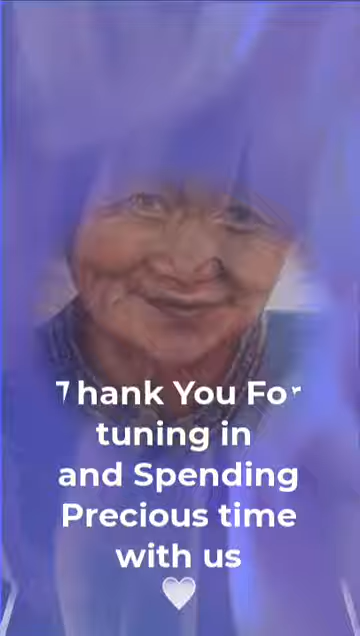 Thank You For
tuning in
and Spending
Precious time
with us